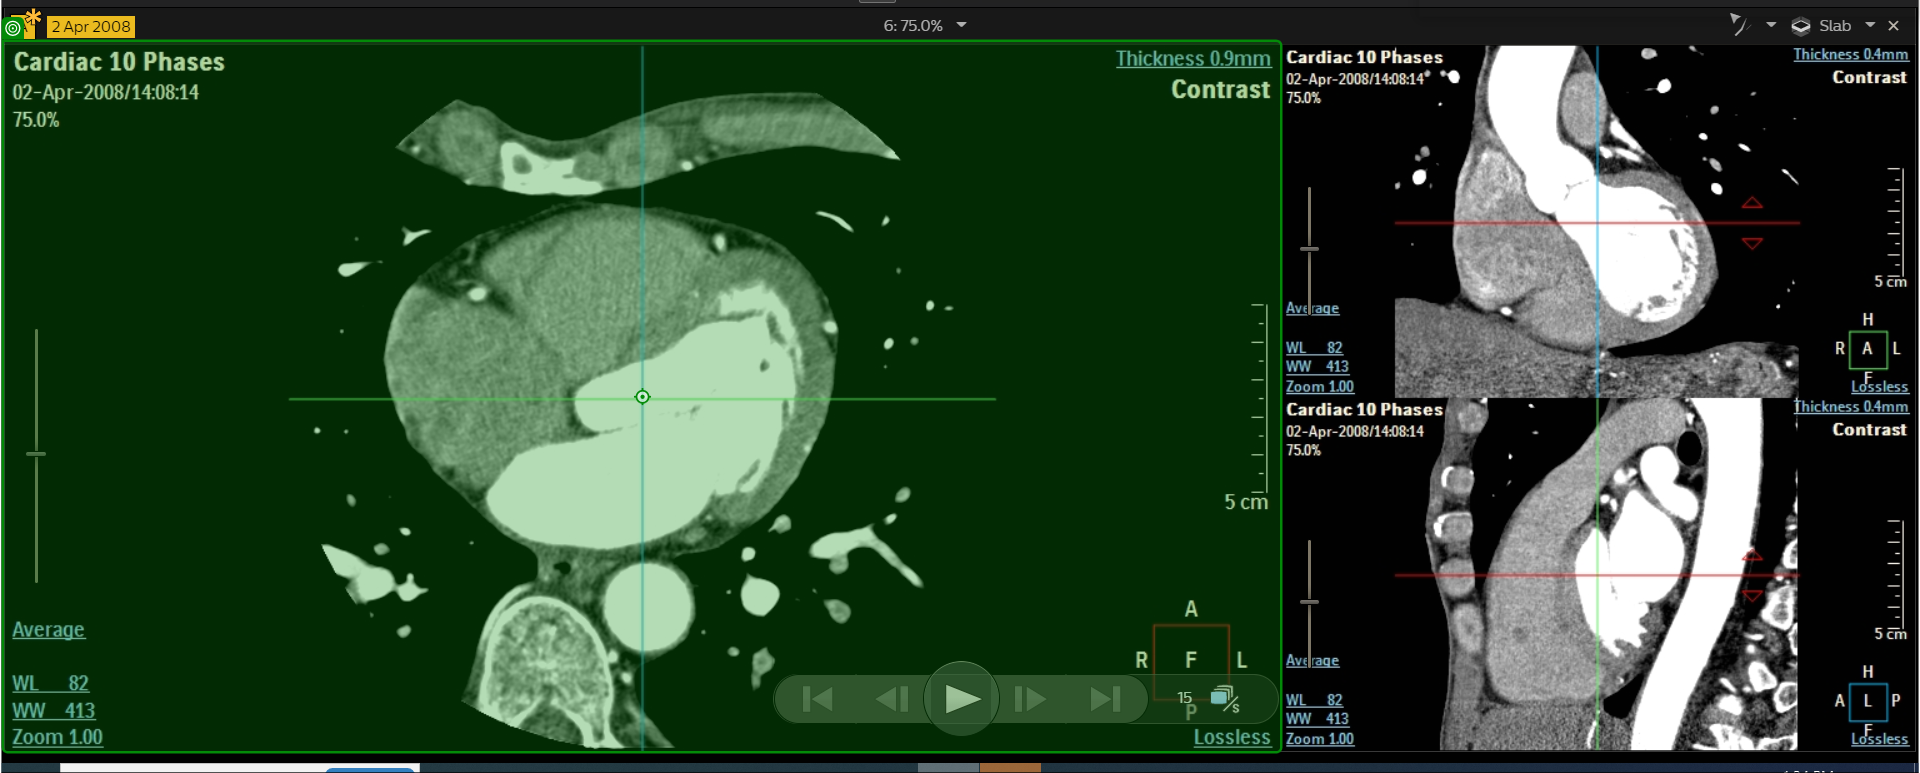 2 Apr 2008
6: 75.0%
Slab
Cardiac 10 Phases
02-Apr-2008/14:08:14
75.0%
Thickness 0.9mm
Contrast
5 cm
Average
WL 82
WW 413
Zoom 1.00
A
R F L
P
15
/s
Lossless
Cardiac 10 Phases
02-Apr-2008/14:08:14
75.0%
Thickness 0.4mm
Contrast
5 cm
Average
WL 82
WW 413
Zoom 1.00
H
R A L
F
Lossless
Cardiac 10 Phases
02-Apr-2008/14:08:14
75.0%
Thickness 0.4mm
Contrast
5 cm
Average
WL 82
WW 413
Zoom 1.00
H
A L P
F
Lossless